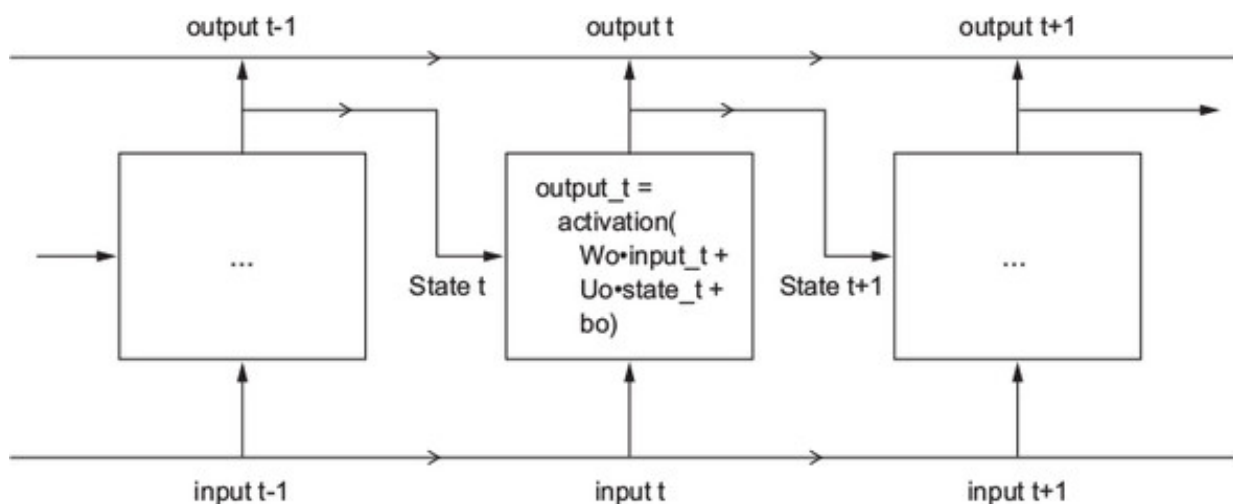 output t-1
output t
output t+1
output_t =
activation(
Wo•input_t +
Uo•state_t +
bo)
...
...
State t
State t+1
input t-1
input t
input t+1